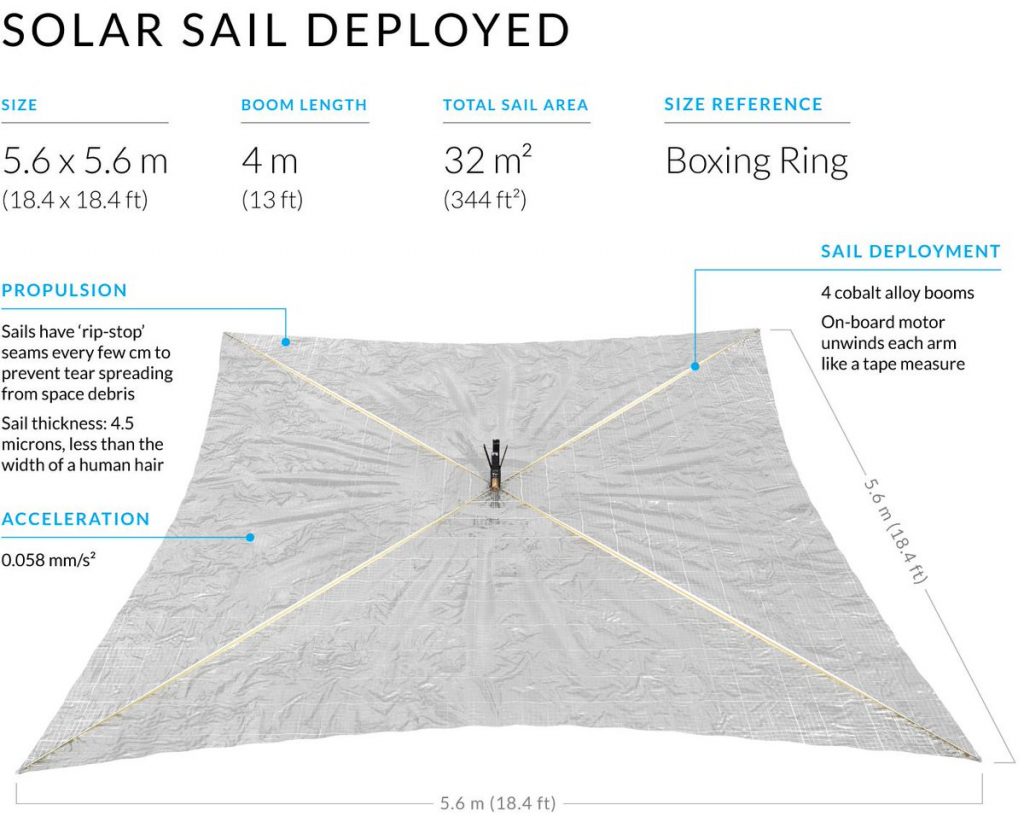 SOLAR SAIL DEPLOYED
SIZE
5.6 x 5.6 m
(18.4 x 18.4 ft)
BOOM LENGTH
4 m
(13 ft)
TOTAL SAIL AREA
32 m²
(344 ft²)
SIZE REFERENCE
Boxing Ring
PROPULSION
Sails have ‘rip-stop’
seams every few cm to
prevent tear spreading
from space debris
Sail thickness: 4.5
microns, less than the
width of a human hair
ACCELERATION
0.058 mm/s²
SAIL DEPLOYMENT
4 cobalt alloy booms
On-board motor
unwinds each arm
like a tape measure
5.6 m (18.4 ft)
5.6 m (18.4 ft)